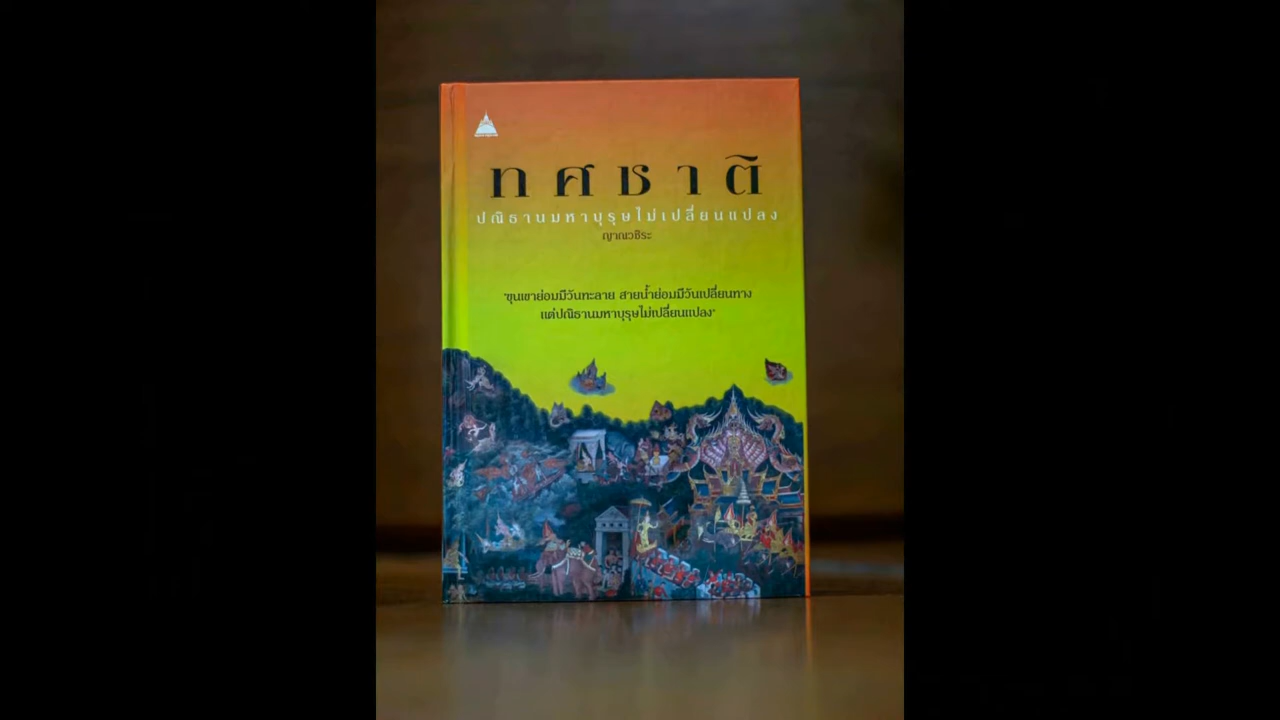 ทศชาติ
ปณิธานมหาบุรุษไม่เปลี่ยนแปลง
ญาณวชิระ
"ขุนเขาย่อมมีวันทะลาย สายน้ำย่อมมีวันเปลี่ยนทาง
แต่ปณิธานมหาบุรุษไม่เปลี่ยนแปลง"